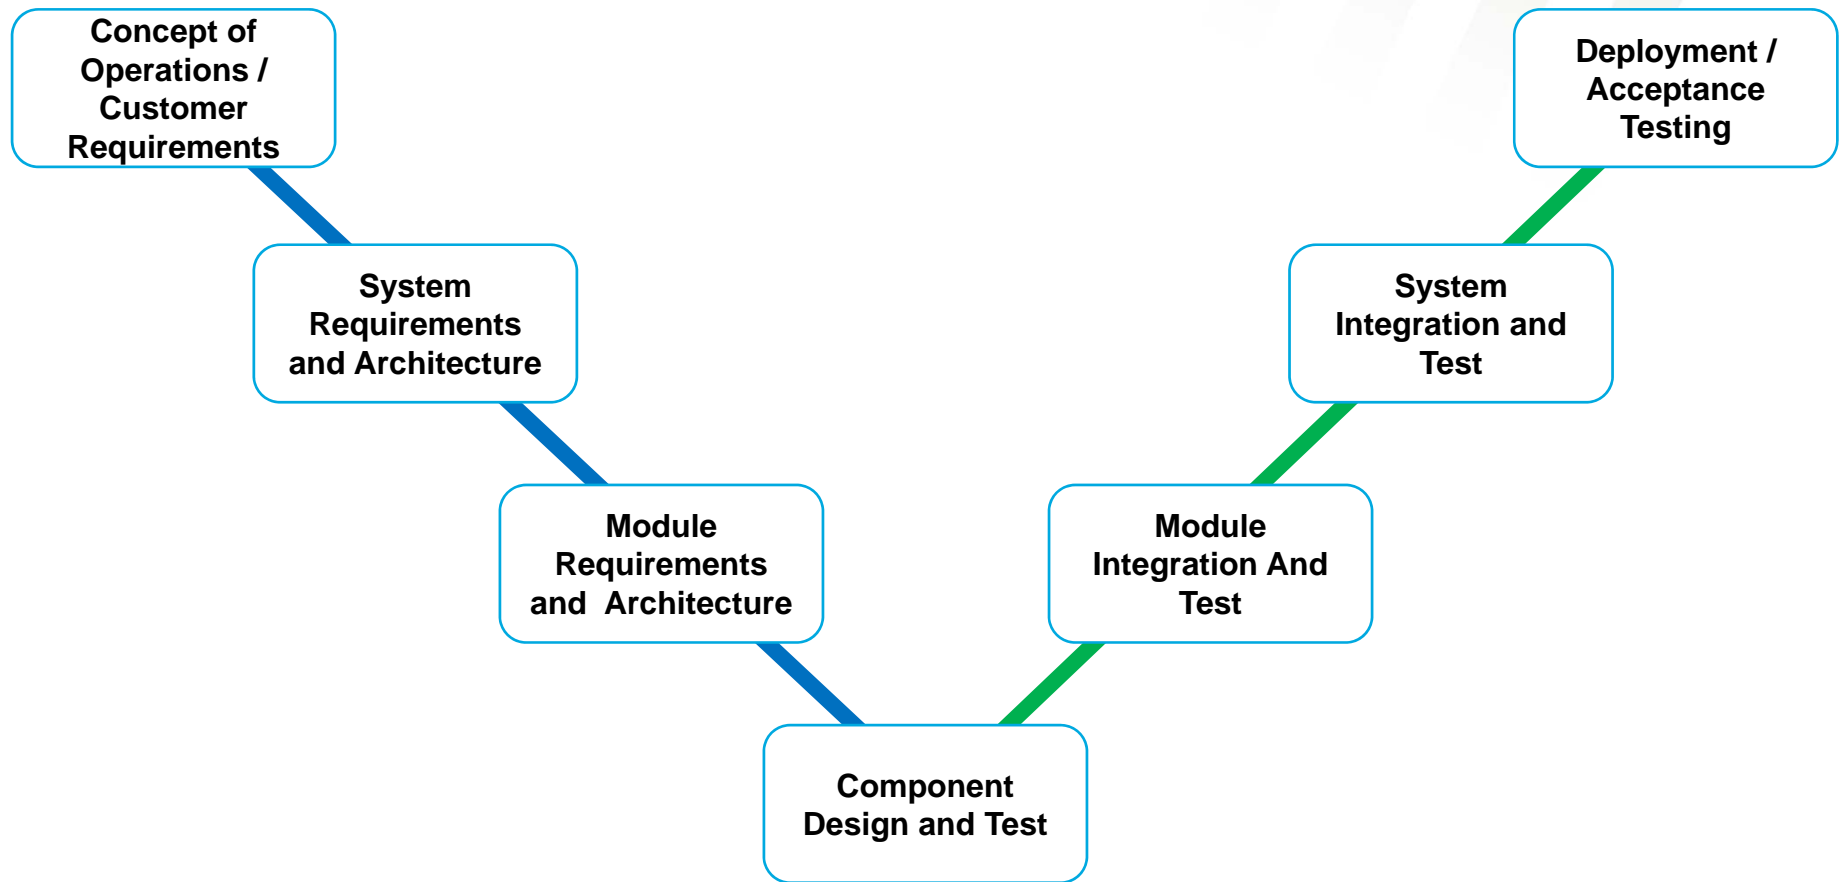 Concept of
Operations /
Customer
Requirements
Deployment /
Acceptance
Testing
System
Requirements
and Architecture
System
Integration and
Test
Module
Requirements
and  Architecture
Module
Integration And
Test
Component
Design and Test